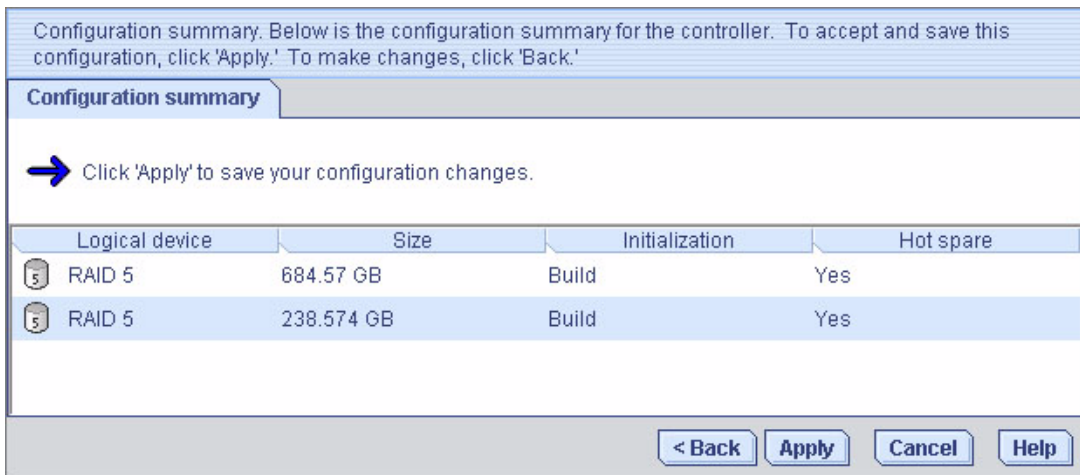 Configuration summary. Below is the configuration summary for the controller. To accept and save this
configuration, click 'Apply.' To make changes, click 'Back.'
Configuration summary
Click 'Apply' to save your configuration changes.
Logical device Size Initialization Hot spare
5 RAID 5 684.57 GB Build Yes
5 RAID 5 238.574 GB Build Yes
< Back Apply Cancel Help